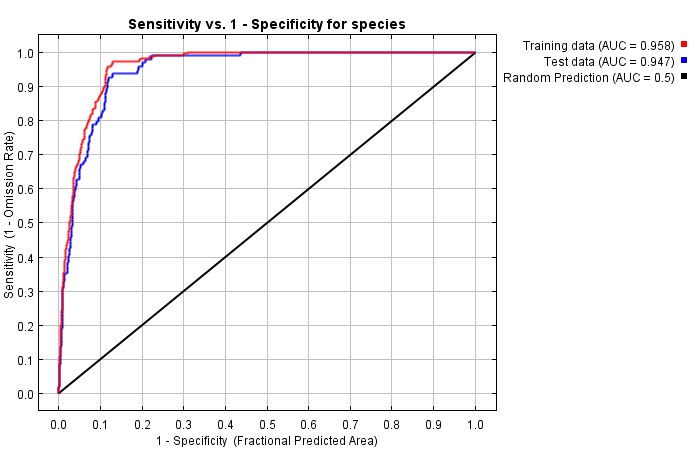 Sensitivity vs. 1 - Specificity for species
Training data (AUC = 0.958)
Test data (AUC = 0.947)
Random Prediction (AUC = 0.5)
Sensitivity (1 - Omission Rate)
1.0
0.9
0.8
0.7
0.6
0.5
0.4
0.3
0.2
0.1
0.0
0.0 0.1 0.2 0.3 0.4 0.5 0.6 0.7 0.8 0.9 1.0
1 - Specificity (Fractional Predicted Area)